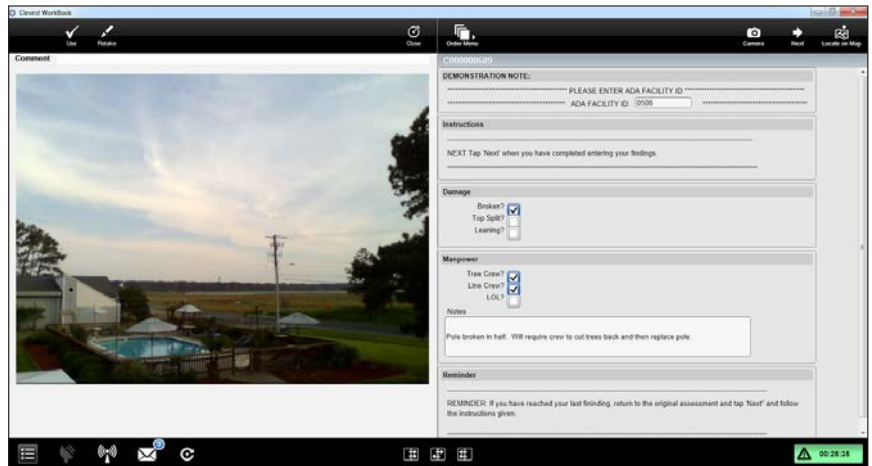 Clevest WorkBook
Use
Retake
Close
Order Menu
Camera
Next
Locate on Map
Comment
C000000689
DEMONSTRATION NOTE:
PLEASE ENTER ADA FACILITY ID
ADA FACILITY ID: 0506
Instructions
NEXT Tap 'Next' when you have completed entering your findings.
Damage
Broken?
Top Split?
Leaning?
Manpower
Tree Crew?
Line Crew?
LOL?
Notes
Pole broken in half. Will require crew to cut trees back and then replace pole.
Reminder
REMINDER: If you have reached your last fininding, return to the original assessment and tap 'Next' and follow
the instructions given.
00:26:35